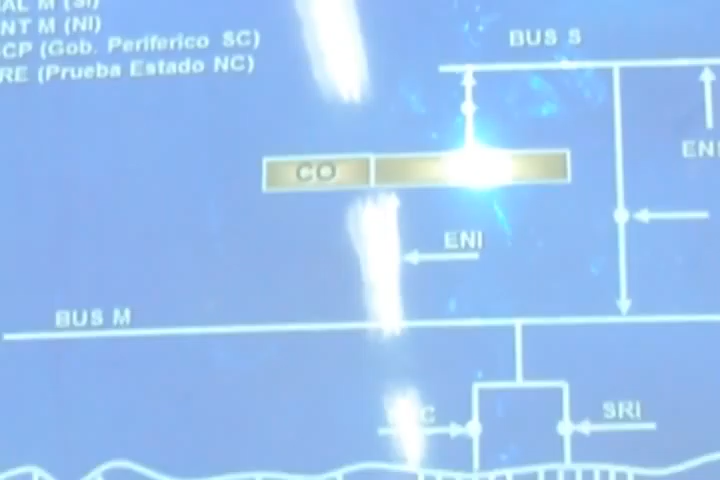 NT M (NI)
CP (Gob. Periferico SC)
RE (Prueba Estado NC)
BUS S
CO
ENI
BUS M
C
SRI